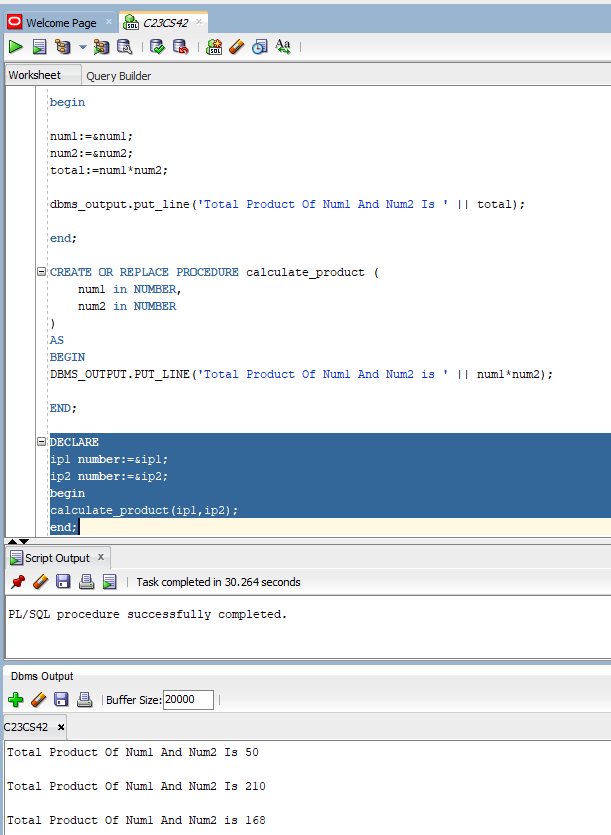 Welcome Page
C23CS42
Worksheet
Query Builder
begin
num1:=&num1;
num2:=&num2;
total:=num1*num2;
dbms_output.put_line('Total Product Of Num1 And Num2 Is ' || total);
end;
CREATE OR REPLACE PROCEDURE calculate_product (
num1 in NUMBER,
num2 in NUMBER
)
AS
BEGIN
DBMS_OUTPUT.PUT_LINE('Total Product Of Num1 And Num2 is ' || num1*num2);
END;
DECLARE
ip1 number:=&ip1;
ip2 number:=&ip2;
begin
calculate_product(ip1,ip2);
end;
Script Output
Task completed in 30.264 seconds
PL/SQL procedure successfully completed.
Dbms Output
Buffer Size: 20000
C23CS42
Total Product Of Num1 And Num2 Is 50
Total Product Of Num1 And Num2 Is 210
Total Product Of Num1 And Num2 is 168